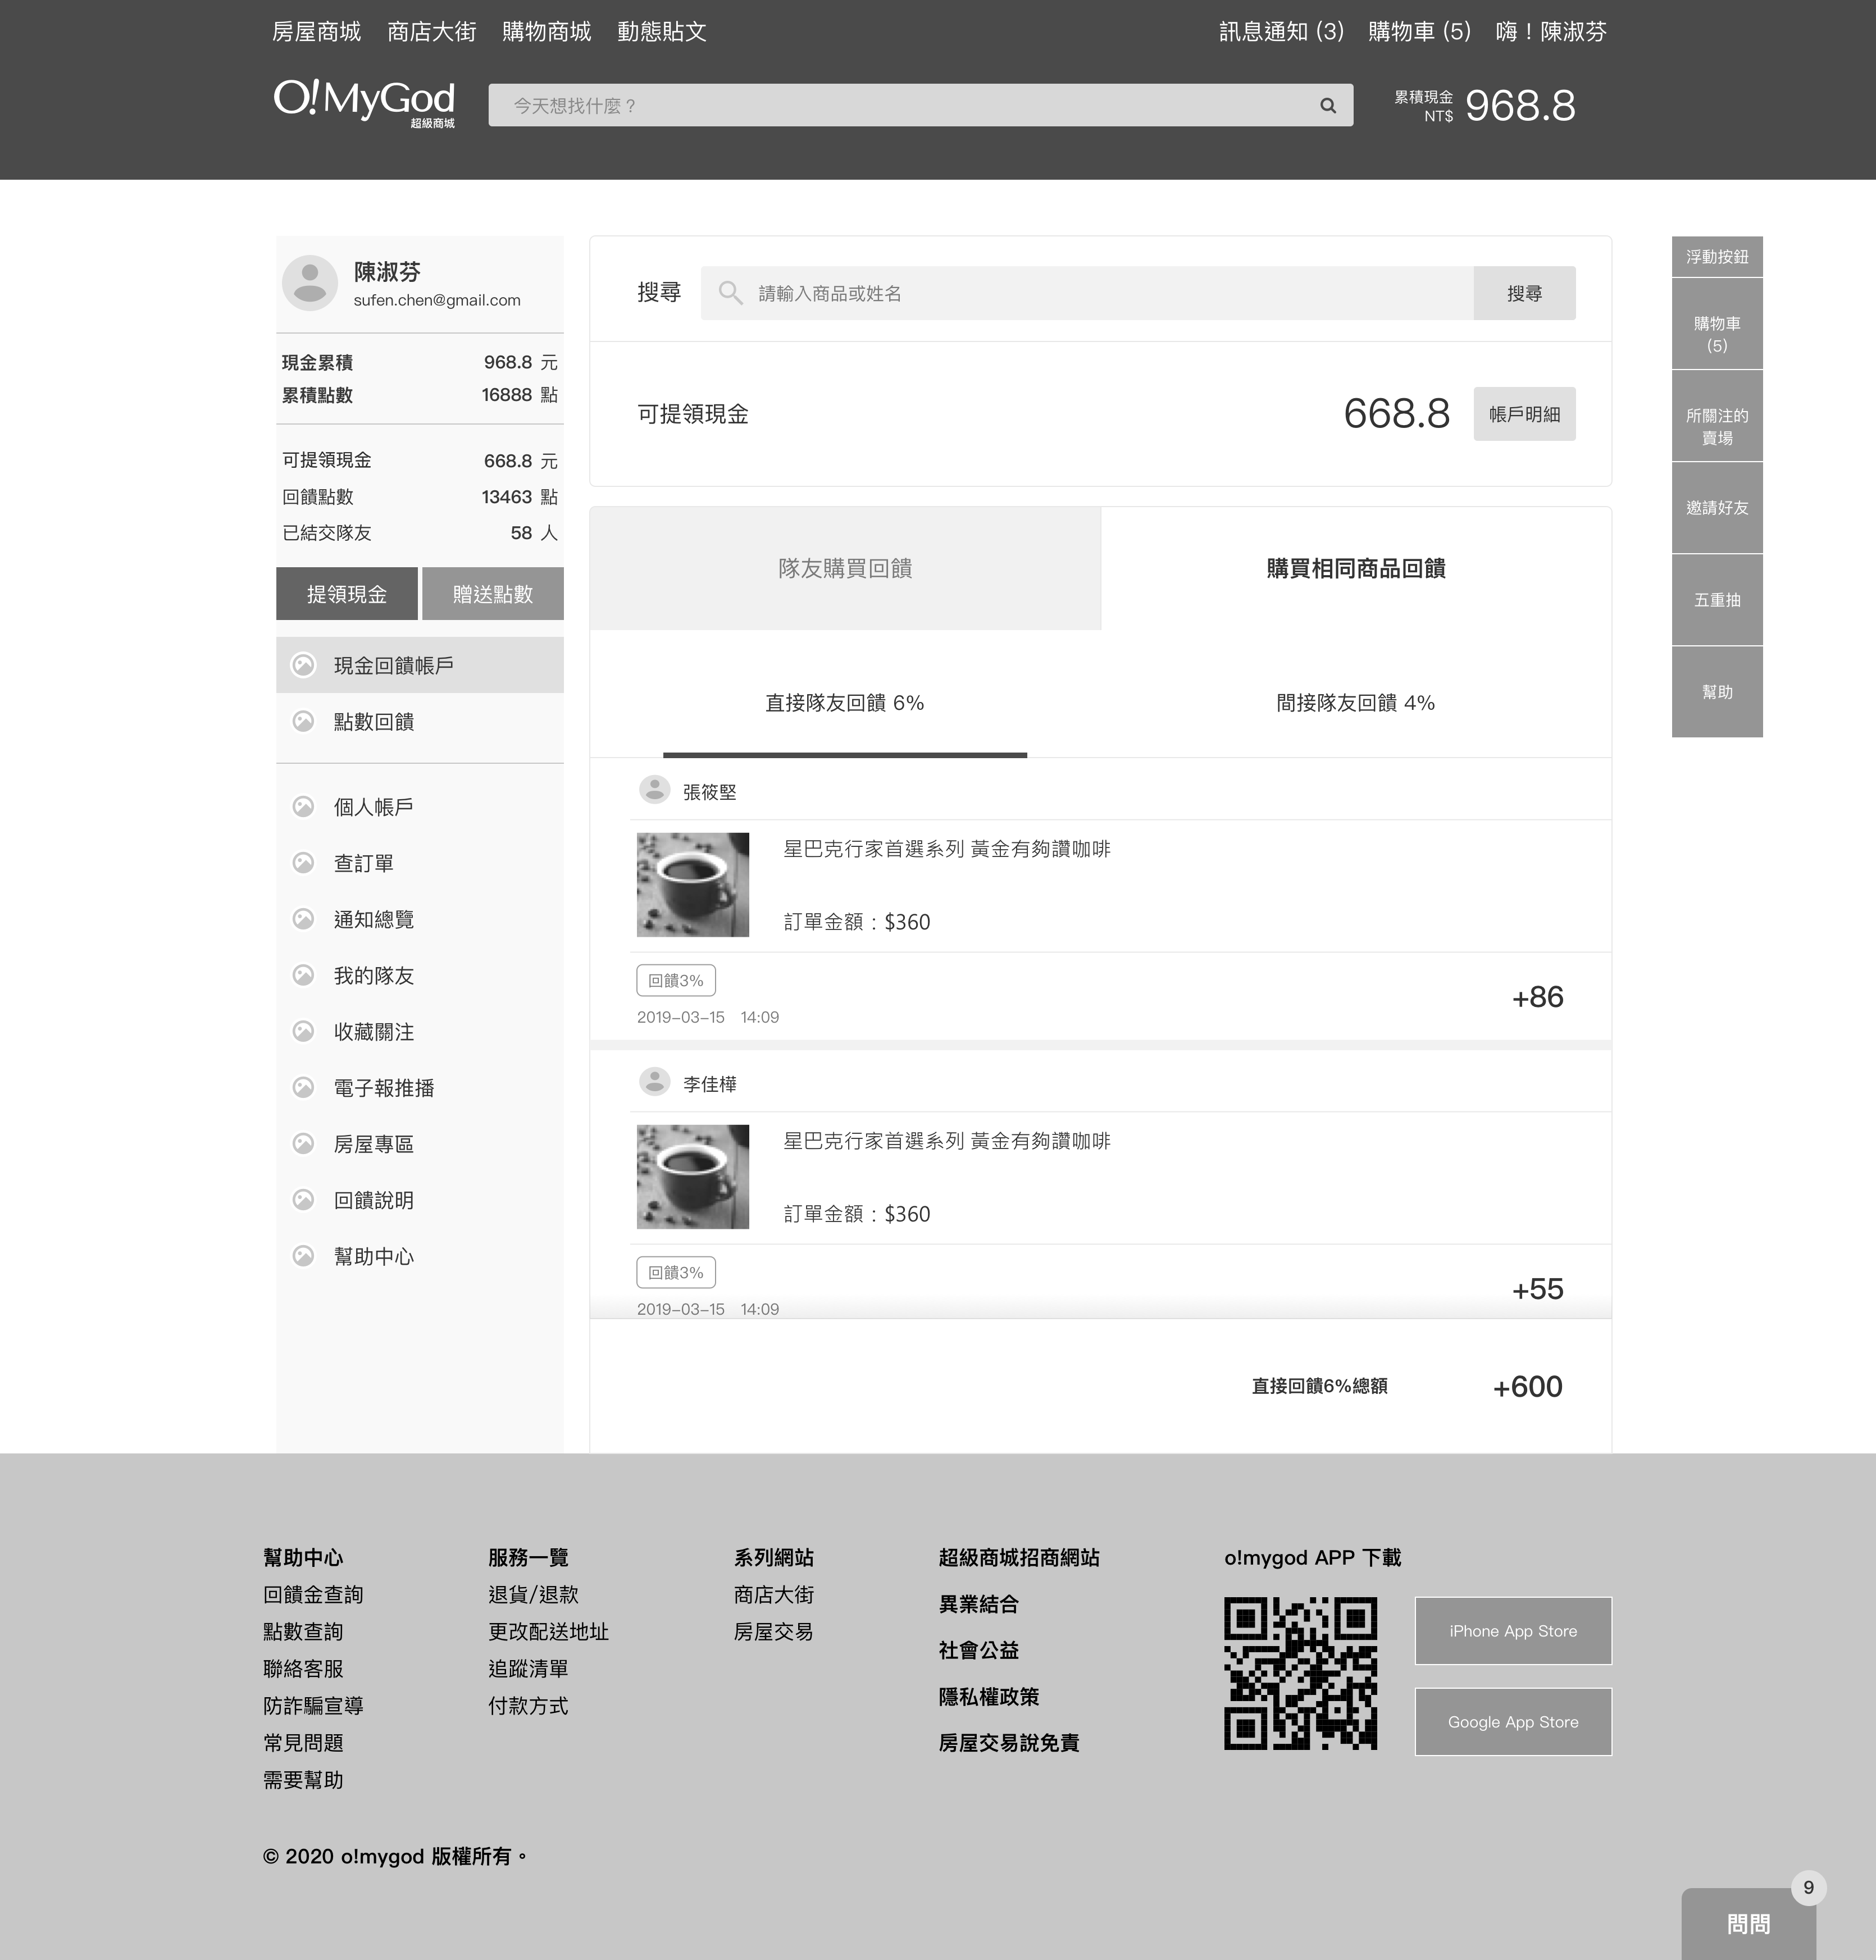 房屋商城 商店大街 購物商城 動態貼文 訊息通知 (3) 購物車 (5) 嗨！陳淑芬
O!MyGod
超級商城
今天想找什麼？
累積現金
NT$
968.8
陳淑芬
sufen.chen@gmail.com
現金累積 968.8 元
累積點數 16888 點
可提領現金 668.8 元
回饋點數 13463 點
已結交隊友 58 人
提領現金 贈送點數
現金回饋帳戶
點數回饋
個人帳戶
查訂單
通知總覽
我的隊友
收藏關注
電子報推播
房屋專區
回饋說明
幫助中心
搜尋 請輸入商品或姓名 搜尋
可提領現金 668.8 帳戶明細
隊友購買回饋 購買相同商品回饋
直接隊友回饋 6% 間接隊友回饋 4%
張筱堅
星巴克行家首選系列 黃金有夠讚咖啡
訂單金額：$360
回饋3%
+86
2019-03-15 14:09
李佳樺
星巴克行家首選系列 黃金有夠讚咖啡
訂單金額：$360
回饋3%
+55
2019-03-15 14:09
直接回饋6%總額 +600
浮動按鈕
購物車
(5)
所關注的
賣場
邀請好友
五重抽
幫助
幫助中心
回饋金查詢
點數查詢
聯絡客服
防詐騙宣導
常見問題
需要幫助
服務一覽
退貨/退款
更改配送地址
追蹤清單
付款方式
系列網站
商店大街
房屋交易
超級商城招商網站
異業結合
社會公益
隱私權政策
房屋交易說免責
o!mygod APP 下載
iPhone App Store
Google App Store
© 2020 o!mygod 版權所有。
9
問問